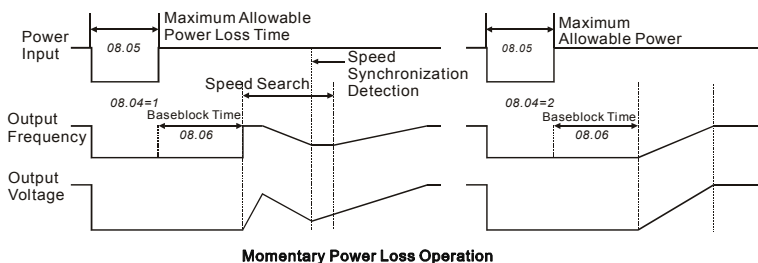 Power
Input
08.05
Maximum Allowable
Power Loss Time
Speed
Synchronization
Detection
Speed Search
08.04=1
Baseblock Time
08.06
Output
Frequency
Output
Voltage
08.05
Maximum
Allowable Power
08.04=2
Baseblock Time
08.06
Momentary Power Loss Operation